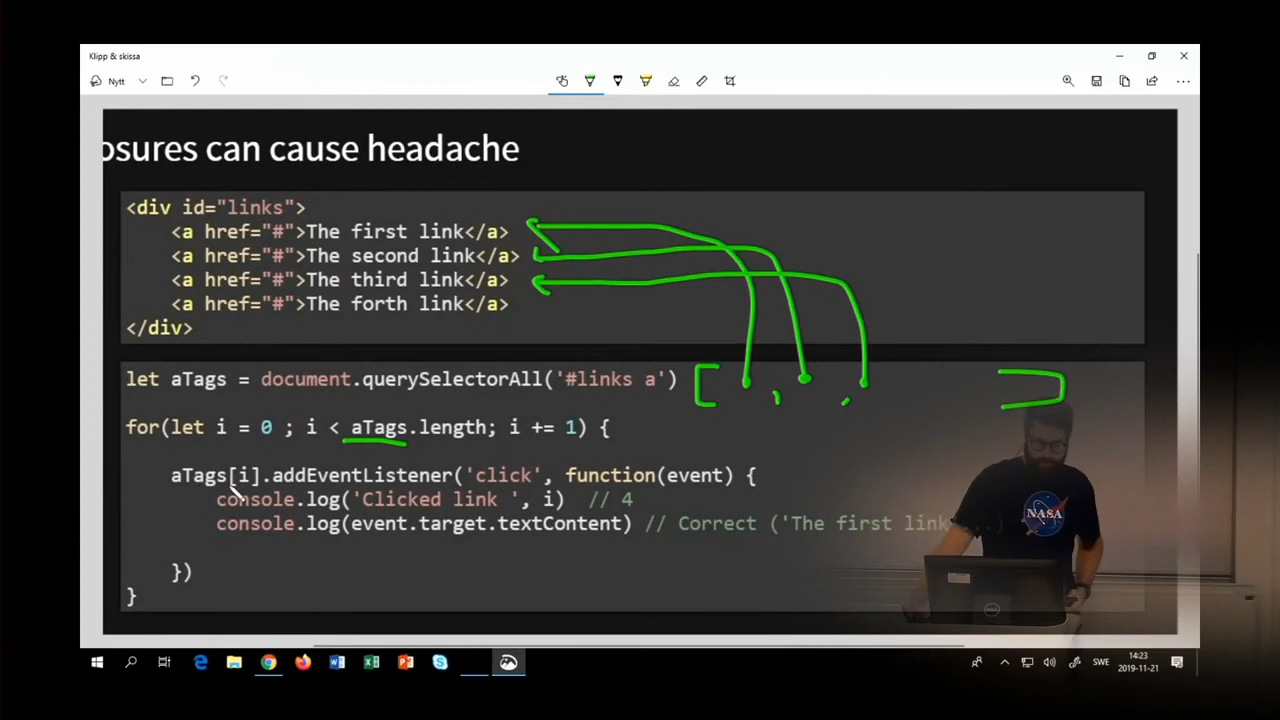 Klipp & skissa
Nytt
osures can cause headache
<div id="links">
<a href="#">The first link</a>
<a href="#">The second link</a>
<a href="#">The third link</a>
<a href="#">The forth link</a>
</div>
let aTags = document.querySelectorAll('#links a')
for(let i = 0 ; i < aTags.length; i += 1) {
aTags[i].addEventListener('click', function(event) {
console.log('Clicked link ', i) // 4
console.log(event.target.textContent) // Correct ('The first link...)
})
}
NASA
DELL
SWE
14:23
2019-11-21